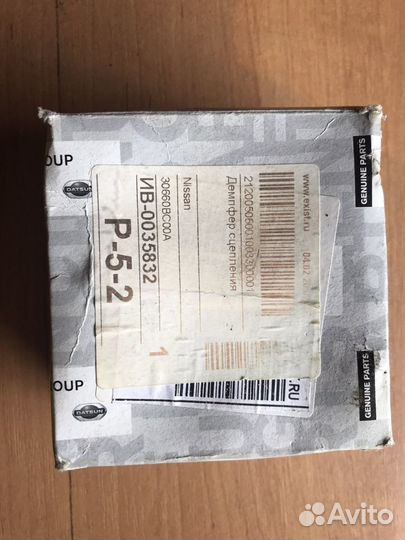 www.exist.ru
Демпфер сцепления
Nissan
30660BC00A
ИВ-0035832 1
P-5-2
.RU
OUP
DATSUN
OUP
DATSUN
GENUINE PARTS
GENUINE PARTS
Avito